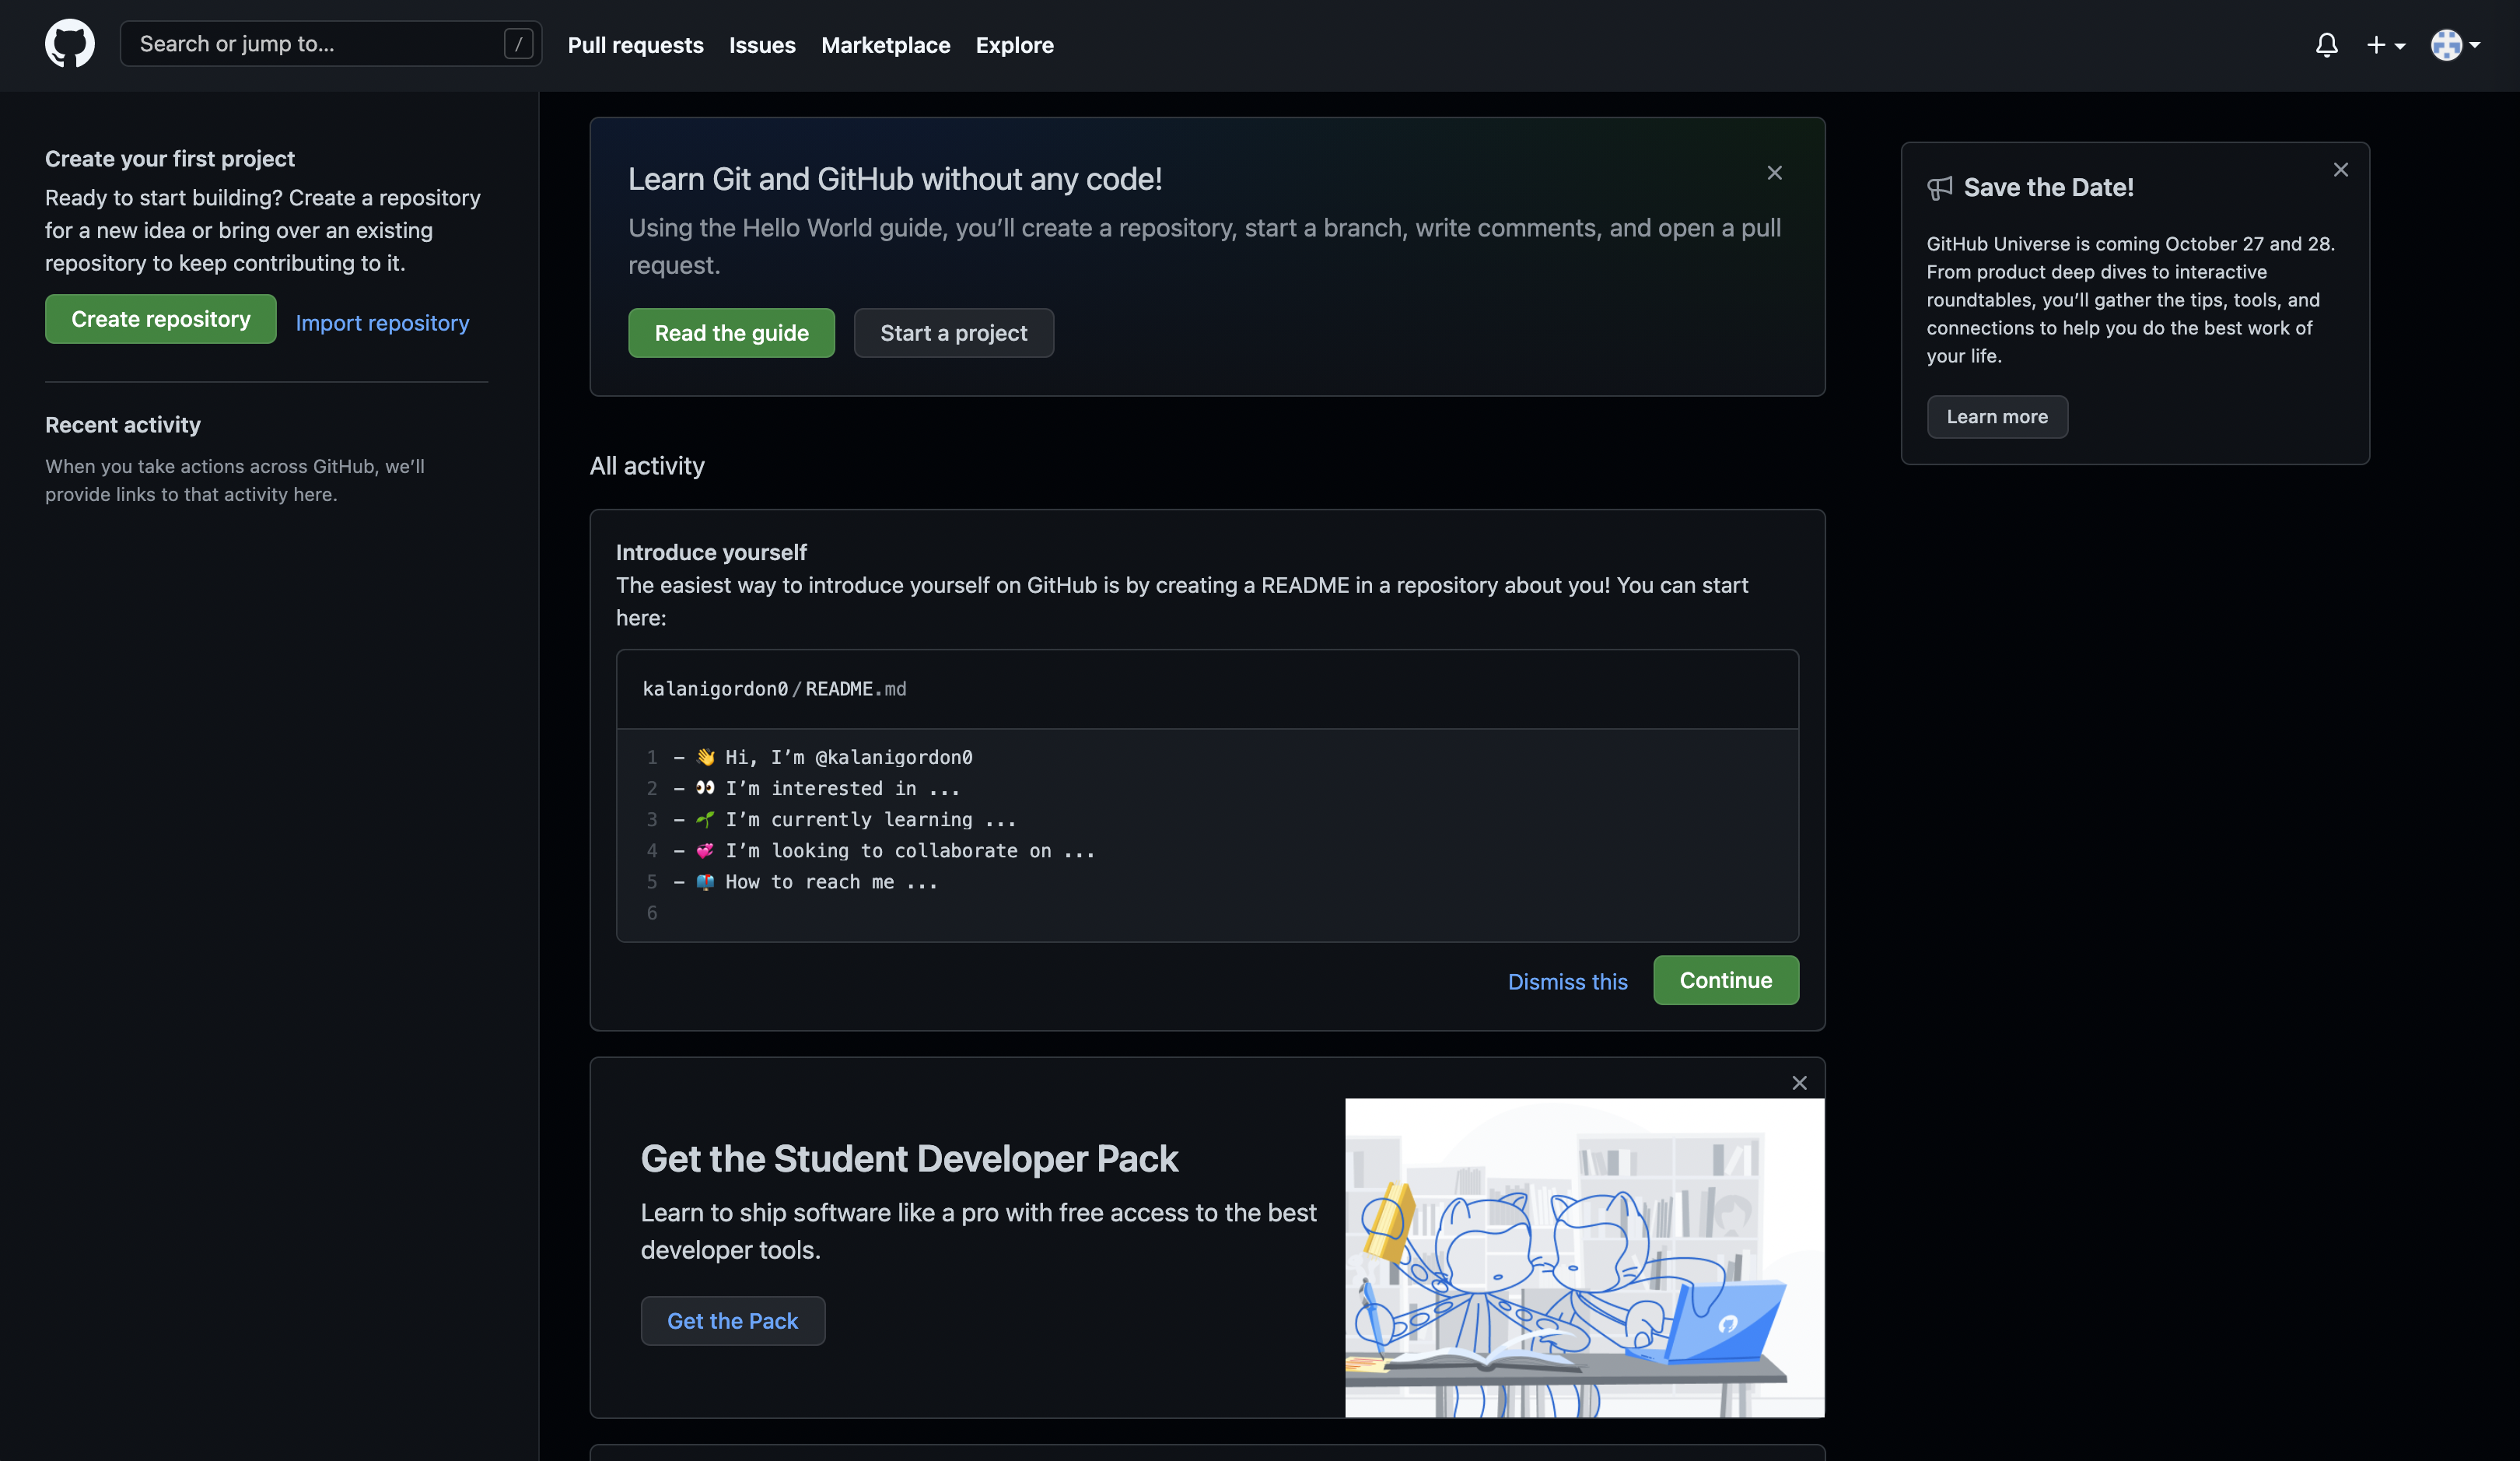 Search or jump to... /
Pull requests Issues Marketplace Explore
Create your first project
Ready to start building? Create a repository
for a new idea or bring over an existing
repository to keep contributing to it.
Create repository Import repository
Recent activity
When you take actions across GitHub, we’ll
provide links to that activity here.
Learn Git and GitHub without any code!
Using the Hello World guide, you’ll create a repository, start a branch, write comments, and open a pull
request.
Read the guide Start a project
All activity
Introduce yourself
The easiest way to introduce yourself on GitHub is by creating a README in a repository about you! You can start
here:
kalanigordon0/README.md
1 - 👋 Hi, I’m @kalanigordon0
2 - 👀 I’m interested in ...
3 - 🌱 I’m currently learning ...
4 - 💞️ I’m looking to collaborate on ...
5 - 📫 How to reach me ...
6
Dismiss this Continue
Get the Student Developer Pack
Learn to ship software like a pro with free access to the best
developer tools.
Get the Pack
Save the Date!
GitHub Universe is coming October 27 and 28.
From product deep dives to interactive
roundtables, you’ll gather the tips, tools, and
connections to help you do the best work of
your life.
Learn more